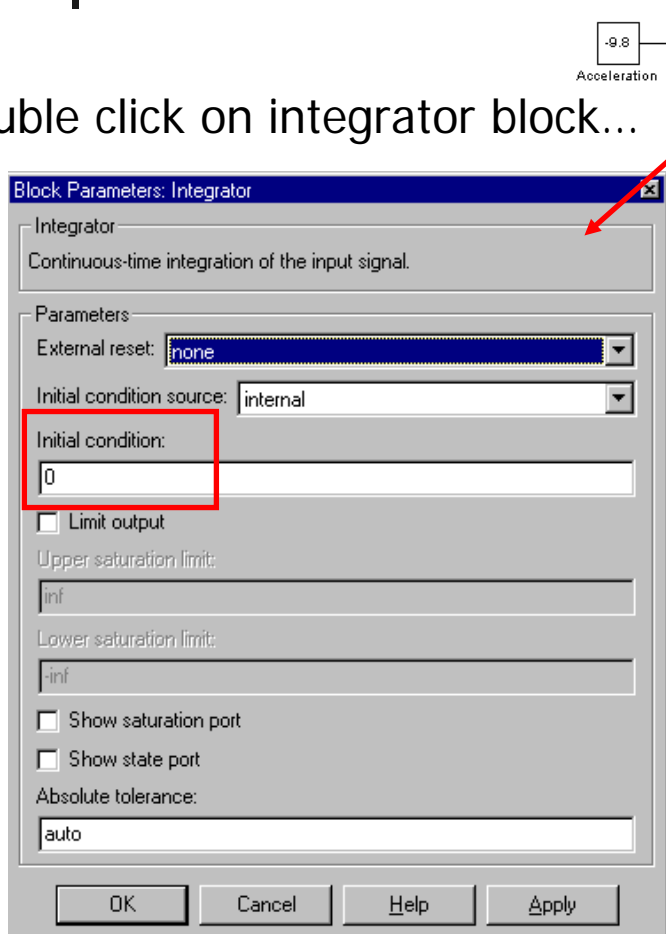 -9.8
Acceleration
uble click on integrator block...
Block Parameters: Integrator
Integrator
Continuous-time integration of the input signal.
Parameters
External reset: none
Initial condition source: internal
Initial condition:
0
Limit output
Upper saturation limit:
inf
Lower saturation limit:
-inf
Show saturation port
Show state port
Absolute tolerance:
auto
OK Cancel Help Apply